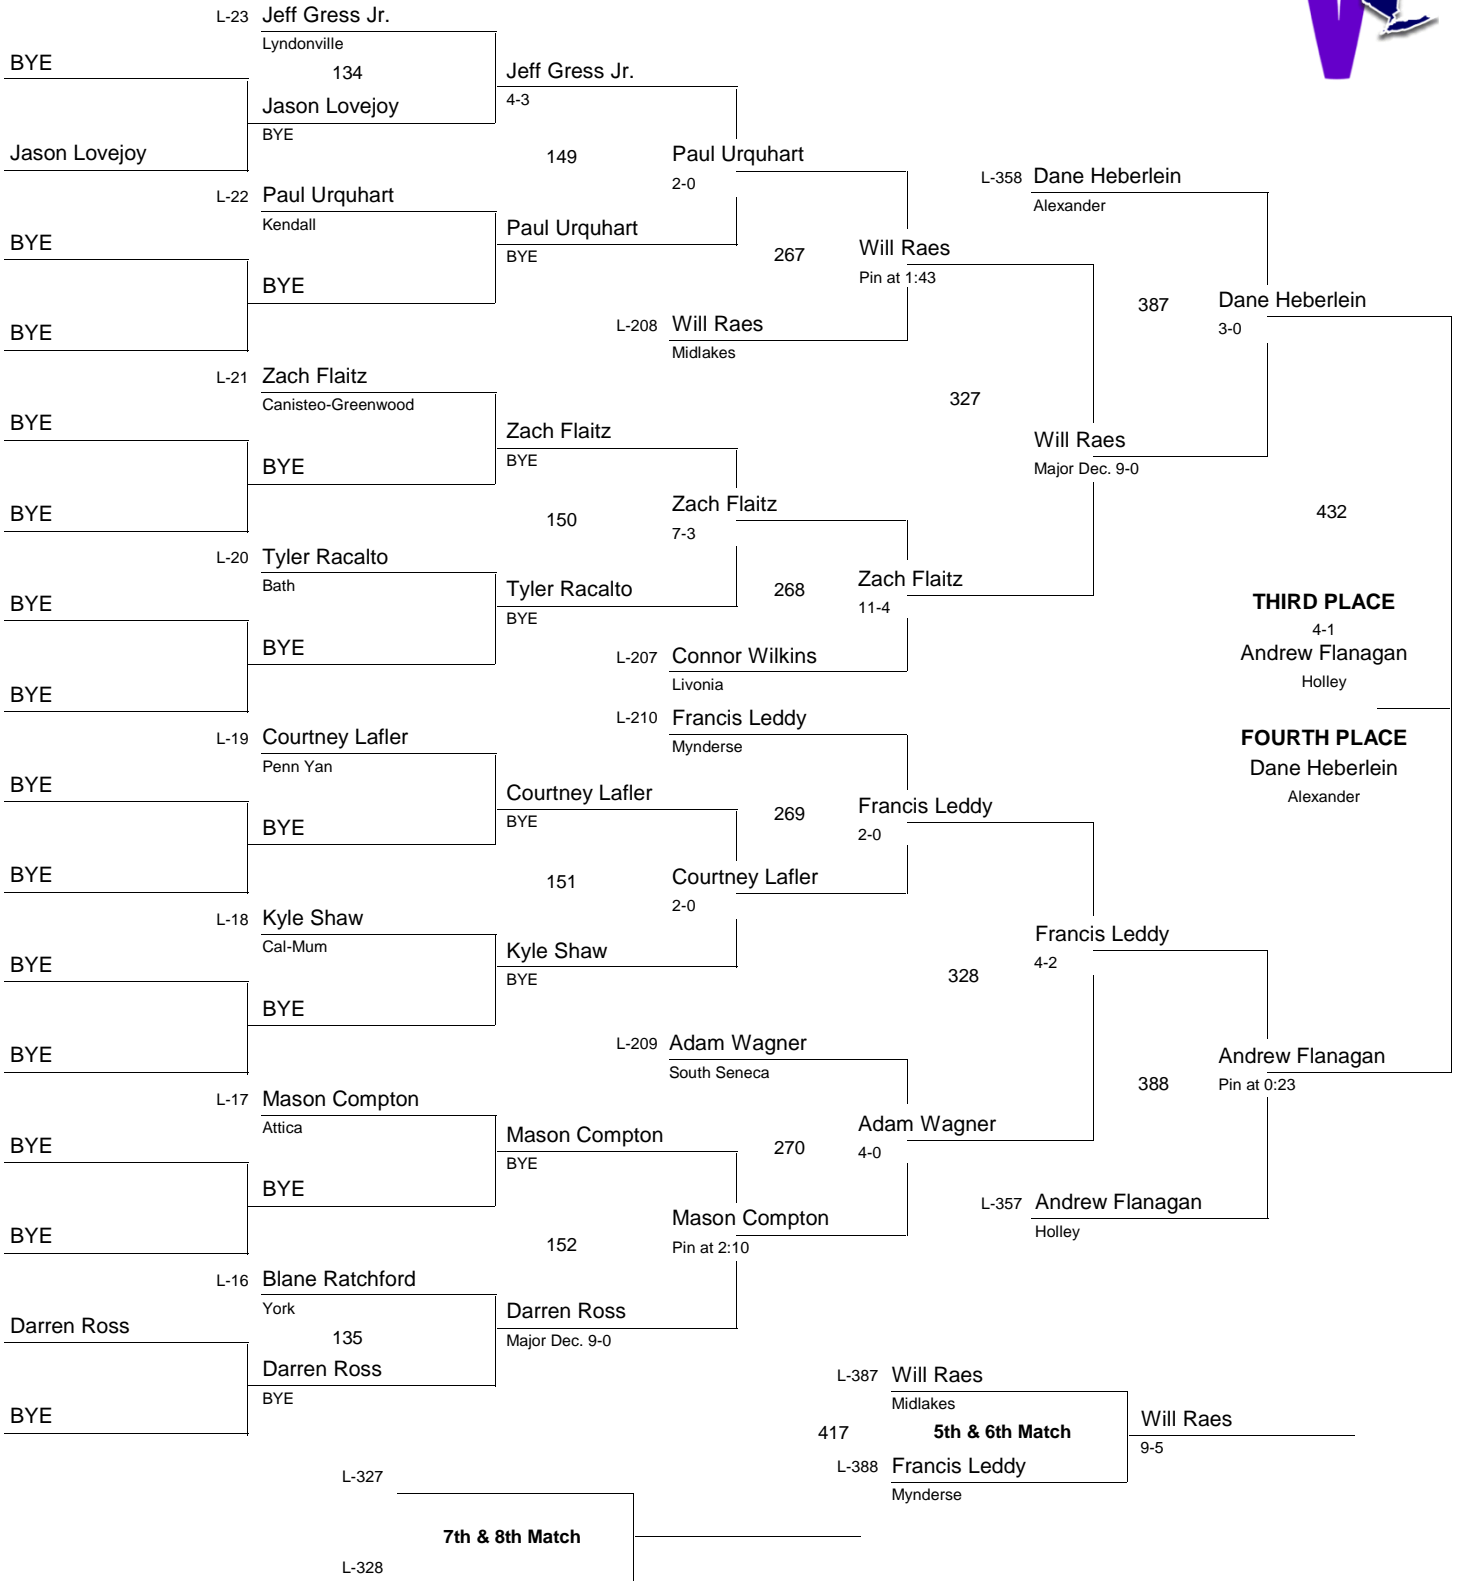 L-23 Jeff Gress Jr.
Lyndonville
BYE
134
Jeff Gress Jr.
4-3
Jason Lovejoy
BYE
Jason Lovejoy
149
Paul Urquhart
2-0
L-358 Dane Heberlein
Alexander
L-22 Paul Urquhart
Kendall
Paul Urquhart
BYE
BYE
267
Will Raes
Pin at 1:43
BYE
387
Dane Heberlein
3-0
L-208 Will Raes
Midlakes
BYE
L-21 Zach Flaitz
Canisteo-Greenwood
327
BYE
Zach Flaitz
BYE
Will Raes
Major Dec. 9-0
BYE
Zach Flaitz
7-3
BYE
150
432
L-20 Tyler Racalto
Bath
Tyler Racalto
BYE
268
Zach Flaitz
11-4
BYE
THIRD PLACE
4-1
Andrew Flanagan
Holley
BYE
L-207 Connor Wilkins
Livonia
BYE
L-210 Francis Leddy
Mynderse
L-19 Courtney Lafler
Penn Yan
FOURTH PLACE
Dane Heberlein
Alexander
BYE
Courtney Lafler
BYE
269
Francis Leddy
2-0
BYE
BYE
151
Courtney Lafler
2-0
L-18 Kyle Shaw
Cal-Mum
Francis Leddy
4-2
Kyle Shaw
BYE
BYE
328
BYE
L-209 Adam Wagner
South Seneca
BYE
Andrew Flanagan
Pin at 0:23
388
L-17 Mason Compton
Attica
Adam Wagner
4-0
Mason Compton
BYE
BYE
270
BYE
L-357 Andrew Flanagan
Holley
Mason Compton
Pin at 2:10
BYE
152
L-16 Blane Ratchford
York
Darren Ross
Major Dec. 9-0
Darren Ross
135
Darren Ross
BYE
L-387 Will Raes
Midlakes
BYE
417
5th & 6th Match
Will Raes
9-5
L-388 Francis Leddy
Mynderse
L-327
7th & 8th Match
L-328